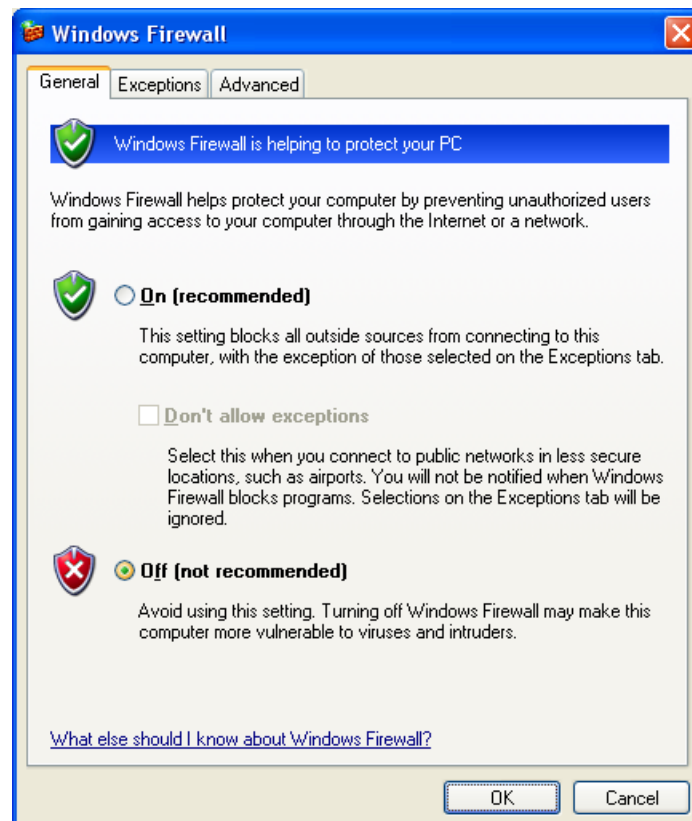 Windows Firewall
General Exceptions Advanced
Windows Firewall is helping to protect your PC
Windows Firewall helps protect your computer by preventing unauthorized users
from gaining access to your computer through the Internet or a network.
On (recommended)
This setting blocks all outside sources from connecting to this
computer, with the exception of those selected on the Exceptions tab.
Don't allow exceptions
Select this when you connect to public networks in less secure
locations, such as airports. You will not be notified when Windows
Firewall blocks programs. Selections on the Exceptions tab will be
ignored.
Off (not recommended)
Avoid using this setting. Turning off Windows Firewall may make this
computer more vulnerable to viruses and intruders.
What else should I know about Windows Firewall?
OK Cancel